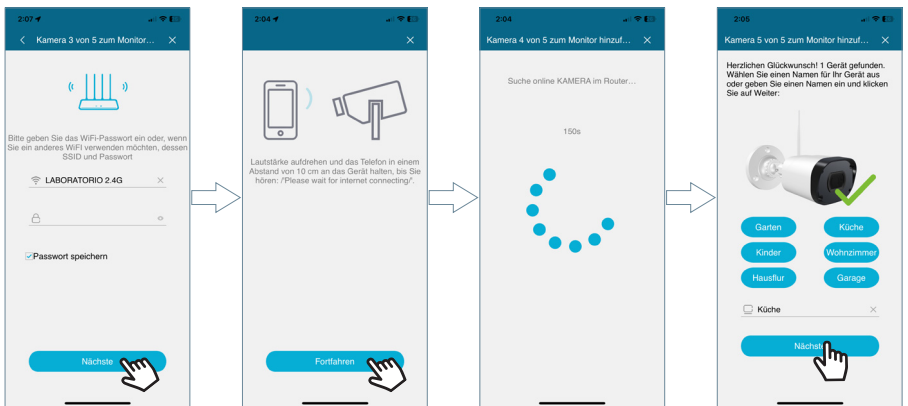 2:07
Kamera 3 von 5 zum Monitor...
Bitte geben Sie das WiFi-Passwort ein oder, wenn
Sie ein anderes WiFI verwenden möchten, dessen
SSID und Passwort
LABORATORIO 2.4G
Passwort speichern
Nächste
2:04
Lautstärke aufdrehen und das Telefon in einem
Abstand von 10 cm an das Gerät halten, bis Sie
hören: /"Please wait for internet connecting/".
Fortfahren
2:04
Kamera 4 von 5 zum Monitor hinzuf...
Suche online KAMERA im Router...
150s
2:05
Kamera 5 von 5 zum Monitor hinzuf...
Herzlichen Glückwunsch! 1 Gerät gefunden.
Wählen Sie einen Namen für Ihr Gerät aus
oder geben Sie einen Namen ein und klicken
Sie auf Weiter:
Garten Küche
Kinder Wohnzimmer
Hausflur Garage
Küche
Nächste